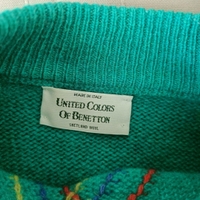 MADE IN ITALY
UNITED COLORS
OF BENETTON
SHETLAND WOOL